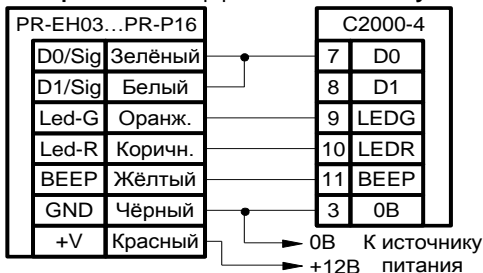 PR-EH03...PR-P16 C2000-4
D0/Sig Зелёный 7 D0
D1/Sig Белый 8 D1
Led-G Оранж. 9 LEDG
Led-R Коричн. 10 LEDR
BEEP Жёлтый 11 BEEP
GND Чёрный 3 0В
+V Красный 0В К источнику
+12В питания